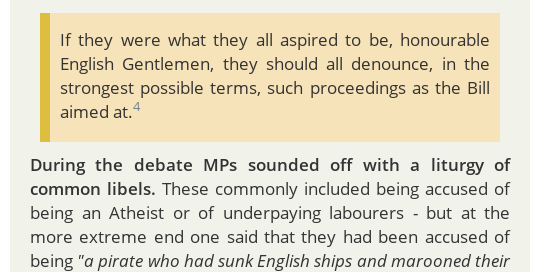 If they were what they all aspired to be, honourable
English Gentlemen, they should all denounce, in the
strongest possible terms, such proceedings as the Bill
aimed at.4
During the debate MPs sounded off with a liturgy of
common libels. These commonly included being accused of
being an Atheist or of underpaying labourers - but at the
more extreme end one said that they had been accused of
being "a pirate who had sunk English ships and marooned their